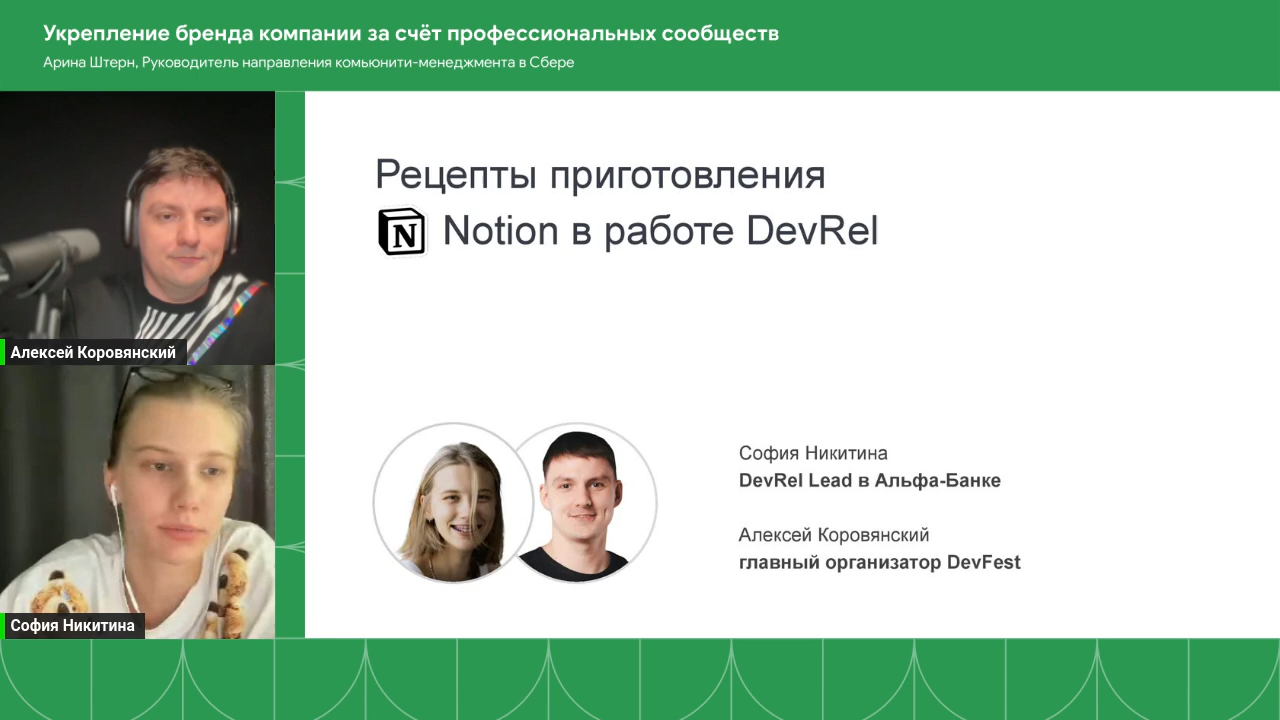 Укрепление бренда компании за счёт профессиональных сообществ
Арина Штерн, Руководитель направления комьюнити-менеджмента в Сбере
Рецепты приготовления
N Notion в работе DevRel
Алексей Коровянский
София Никитина
DevRel Lead в Альфа-Банке
Алексей Коровянский
главный организатор DevFest
София Никитина